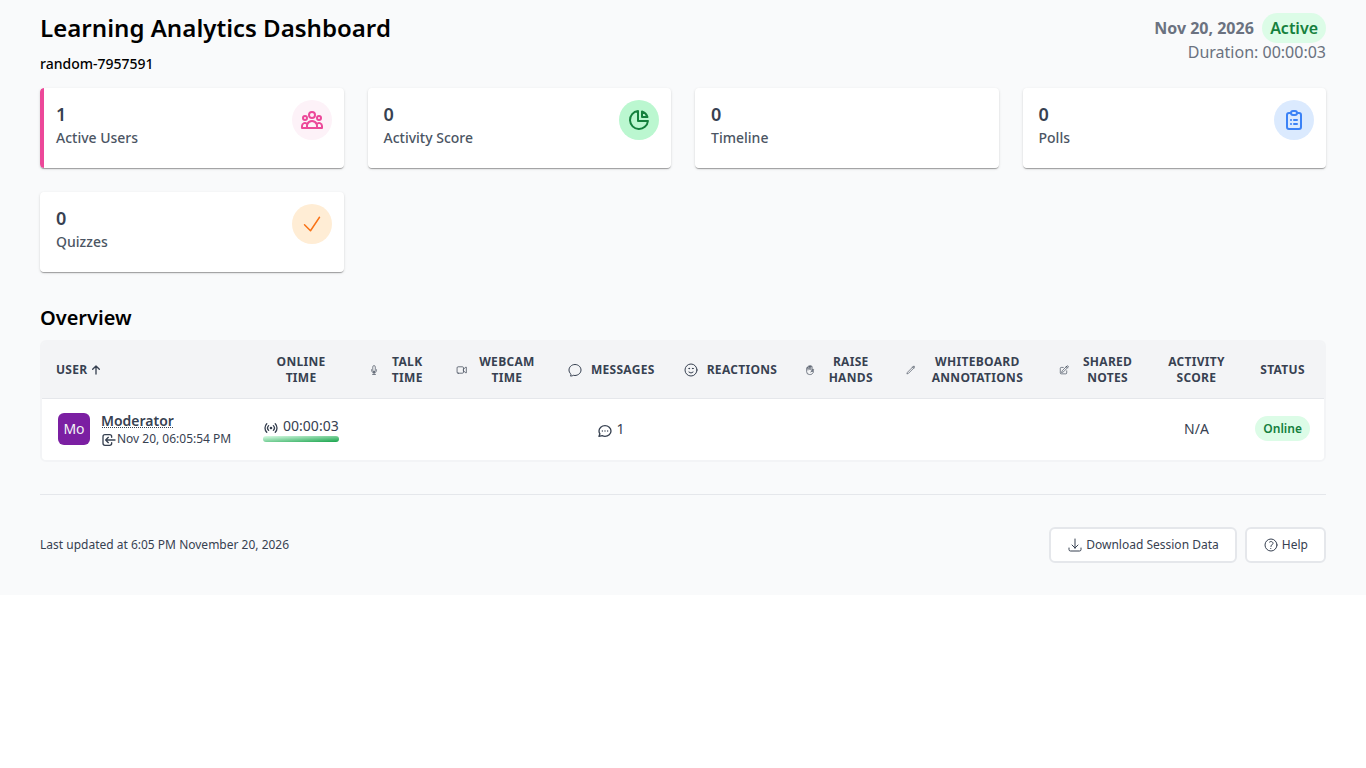 Learning Analytics Dashboard
Nov 20, 2026 Active
Duration: 00:00:03
random-7957591
1
Active Users
0
Activity Score
0
Timeline
0
Polls
0
Quizzes
Overview
USER ONLINE TIME TALK TIME WEBCAM TIME MESSAGES REACTIONS RAISE HANDS WHITEBOARD ANNOTATIONS SHARED NOTES ACTIVITY SCORE STATUS
Mo Moderator 00:00:03 1 N/A Online
Nov 20, 06:05:54 PM
Last updated at 6:05 PM November 20, 2026
Download Session Data
Help